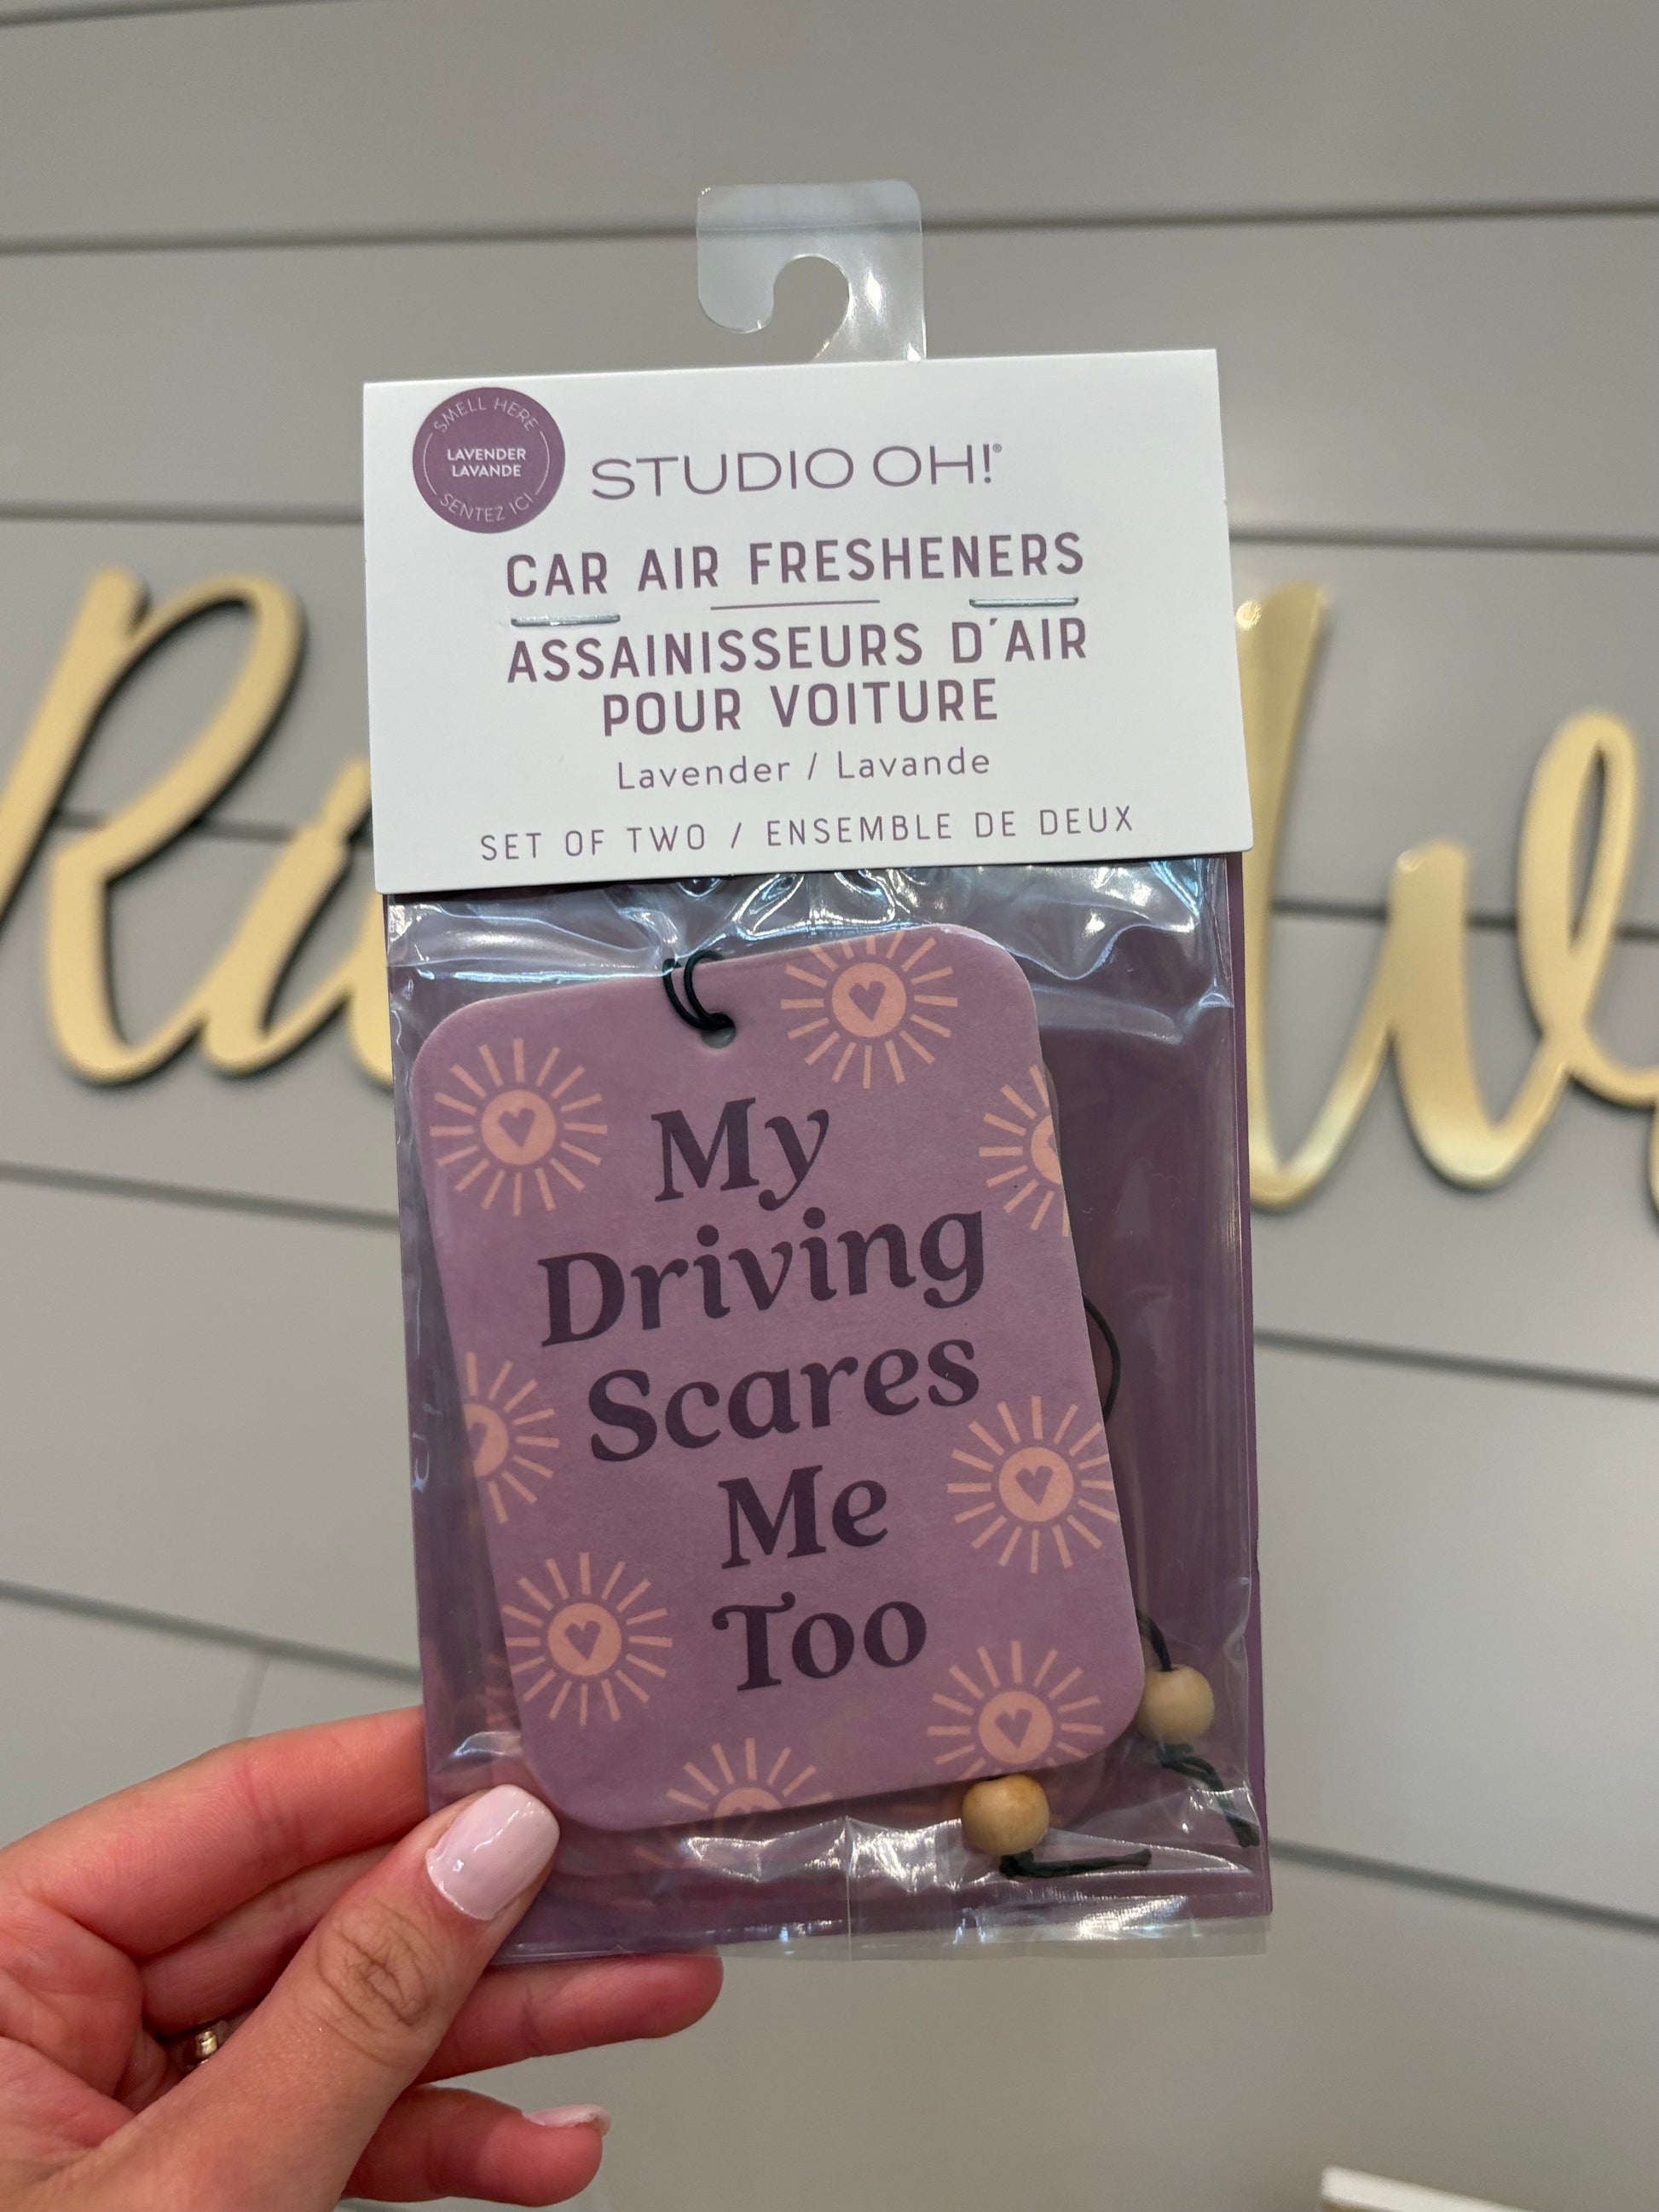 SMELL HERE
LAVENDER
LAVANDE
SENTEZ ICI
STUDIO OH!®
CAR AIR FRESHENERS
ASSAINISSEURS D'AIR
POUR VOITURE
Lavender / Lavande
SET OF TWO / ENSEMBLE DE DEUX
My
Driving
Scares
Me
Too